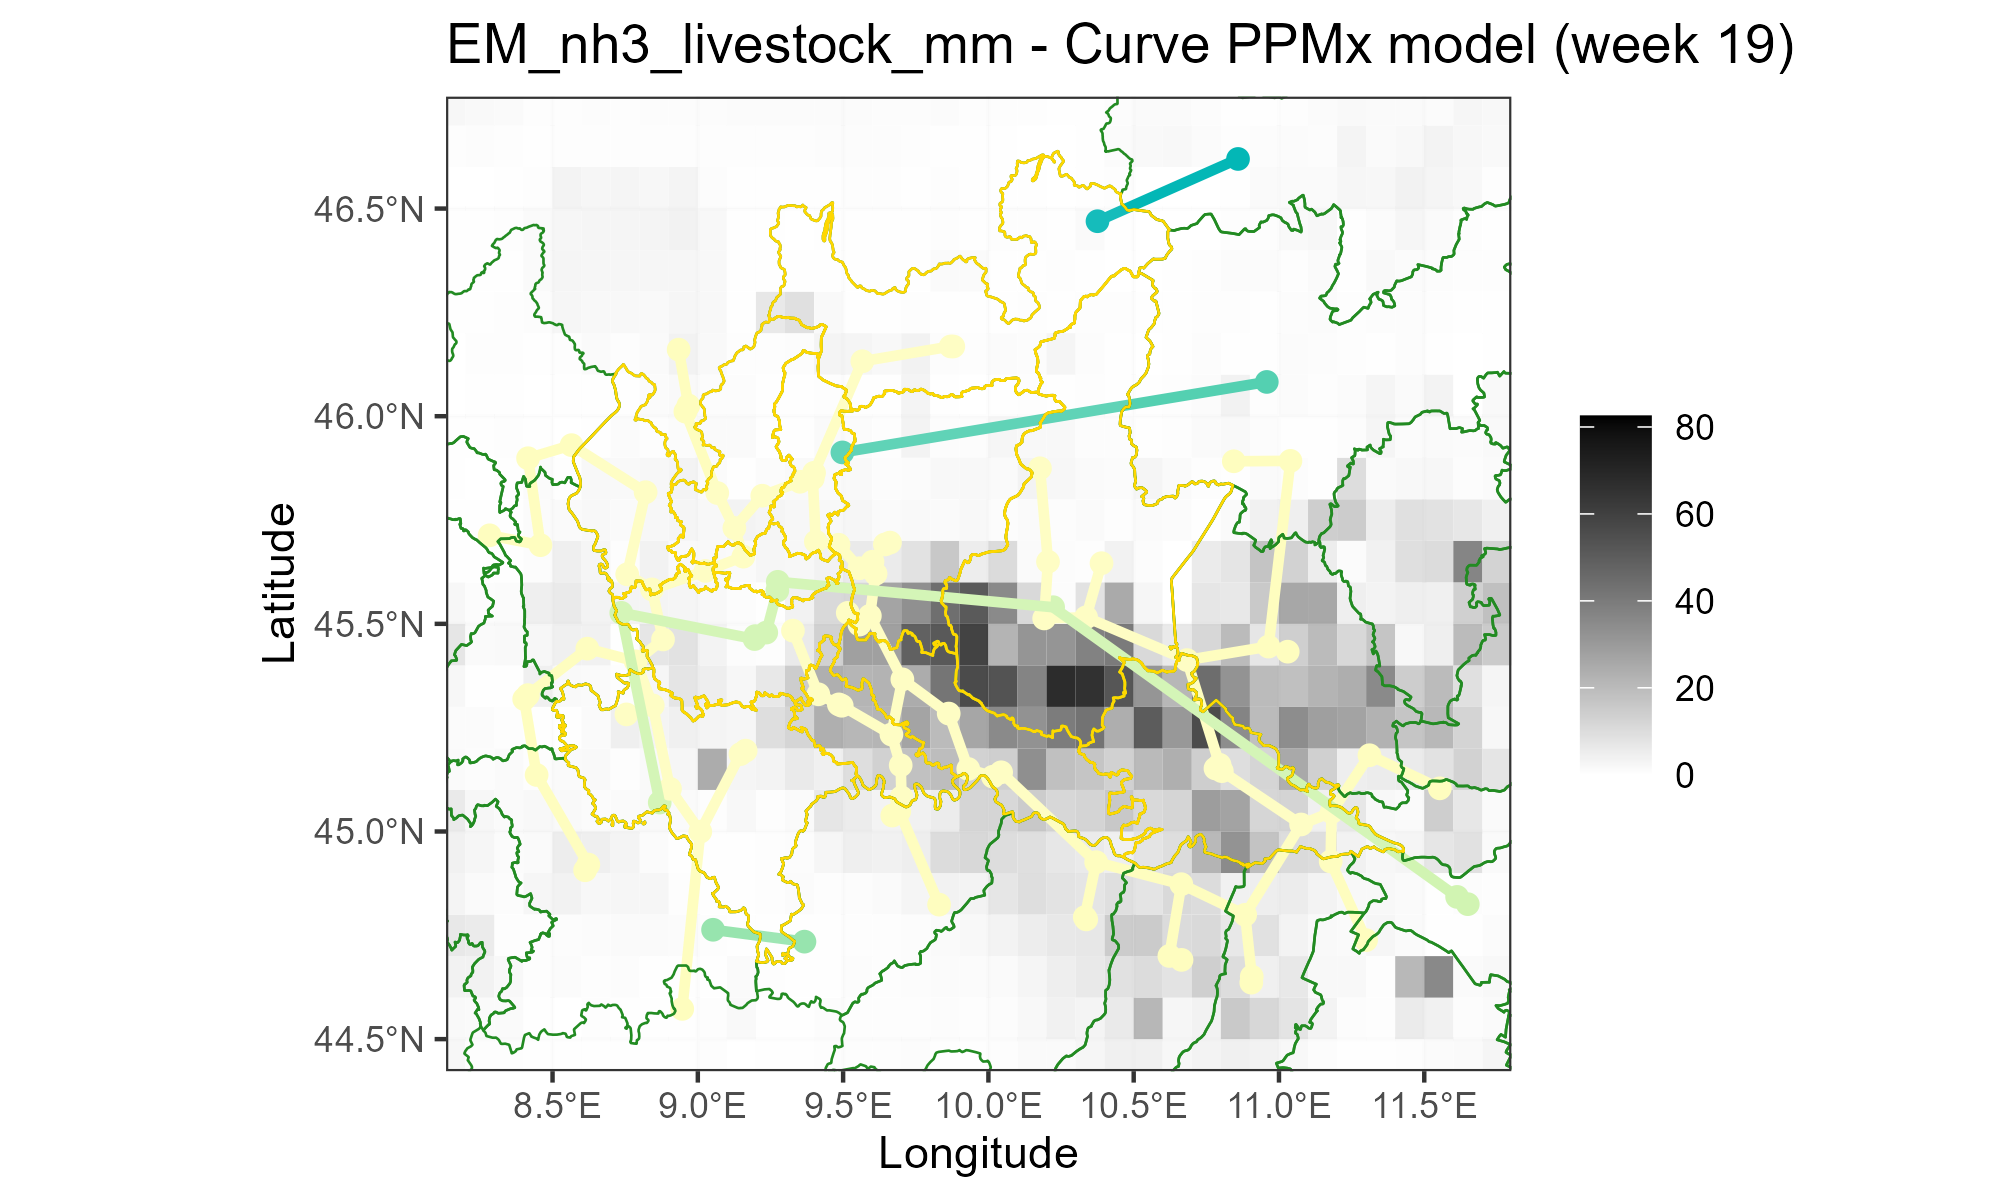 EM_nh3_livestock_mm - Curve PPMx model (week 19)
46.5°N
46.0°N
45.5°N
45.0°N
44.5°N
Latitude
8.5°E 9.0°E 9.5°E 10.0°E 10.5°E 11.0°E 11.5°E
Longitude
80
60
40
20
0